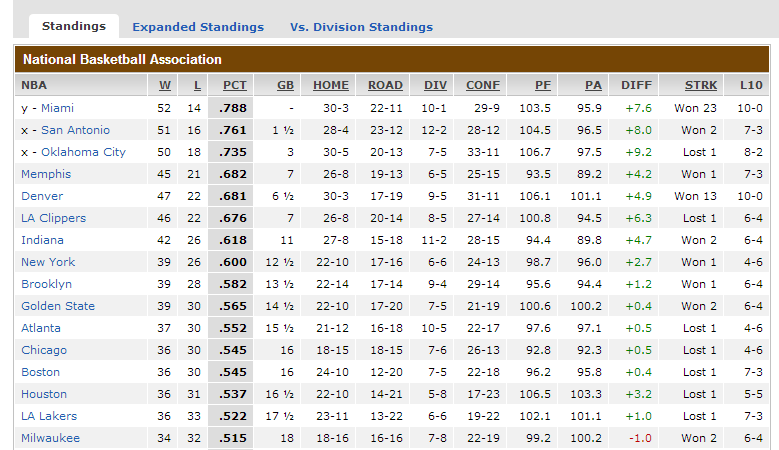 Standings Expanded Standings Vs. Division Standings
National Basketball Association
NBA W L PCT GB HOME ROAD DIV CONF PF PA DIFF STRK L10
y - Miami 52 14 .788 - 30-3 22-11 10-1 29-9 103.5 95.9 +7.6 Won 23 10-0
x - San Antonio 51 16 .761 1 ½ 28-4 23-12 12-2 28-12 104.5 96.5 +8.0 Won 2 7-3
x - Oklahoma City 50 18 .735 3 30-5 20-13 7-5 33-11 106.7 97.5 +9.2 Lost 1 8-2
Memphis 45 21 .682 7 26-8 19-13 6-5 25-15 93.5 89.2 +4.2 Won 1 7-3
Denver 47 22 .681 6 ½ 30-3 17-19 9-5 31-11 106.1 101.1 +4.9 Won 13 10-0
LA Clippers 46 22 .676 7 26-8 20-14 8-5 27-14 100.8 94.5 +6.3 Lost 1 6-4
Indiana 42 26 .618 11 27-8 15-18 11-2 28-15 94.4 89.8 +4.7 Won 2 6-4
New York 39 26 .600 12 ½ 22-10 17-16 6-6 24-13 98.7 96.0 +2.7 Won 1 4-6
Brooklyn 39 28 .582 13 ½ 22-14 17-14 9-4 29-14 95.6 94.4 +1.2 Won 1 6-4
Golden State 39 30 .565 14 ½ 22-10 17-20 7-5 21-19 100.6 100.2 +0.4 Won 2 6-4
Atlanta 37 30 .552 15 ½ 21-12 16-18 10-5 22-17 97.6 97.1 +0.5 Lost 1 4-6
Chicago 36 30 .545 16 18-15 18-15 7-6 26-13 92.8 92.3 +0.5 Lost 1 4-6
Boston 36 30 .545 16 24-10 12-20 7-5 22-18 96.2 95.8 +0.4 Lost 1 7-3
Houston 36 31 .537 16 ½ 22-10 14-21 5-8 17-23 106.5 103.3 +3.2 Lost 1 5-5
LA Lakers 36 33 .522 17 ½ 23-11 13-22 6-6 19-22 102.1 101.1 +1.0 Lost 1 7-3
Milwaukee 34 32 .515 18 18-16 16-16 7-8 22-19 99.2 100.2 -1.0 Won 2 6-4